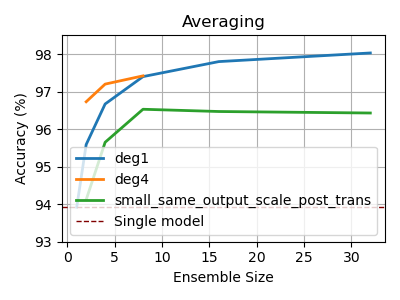 Averaging
98
97
96
95
94
93
Accuracy (%)
deg1
deg4
small_same_output_scale_post_trans
Single model
0
5
10
15
20
25
30
Ensemble Size